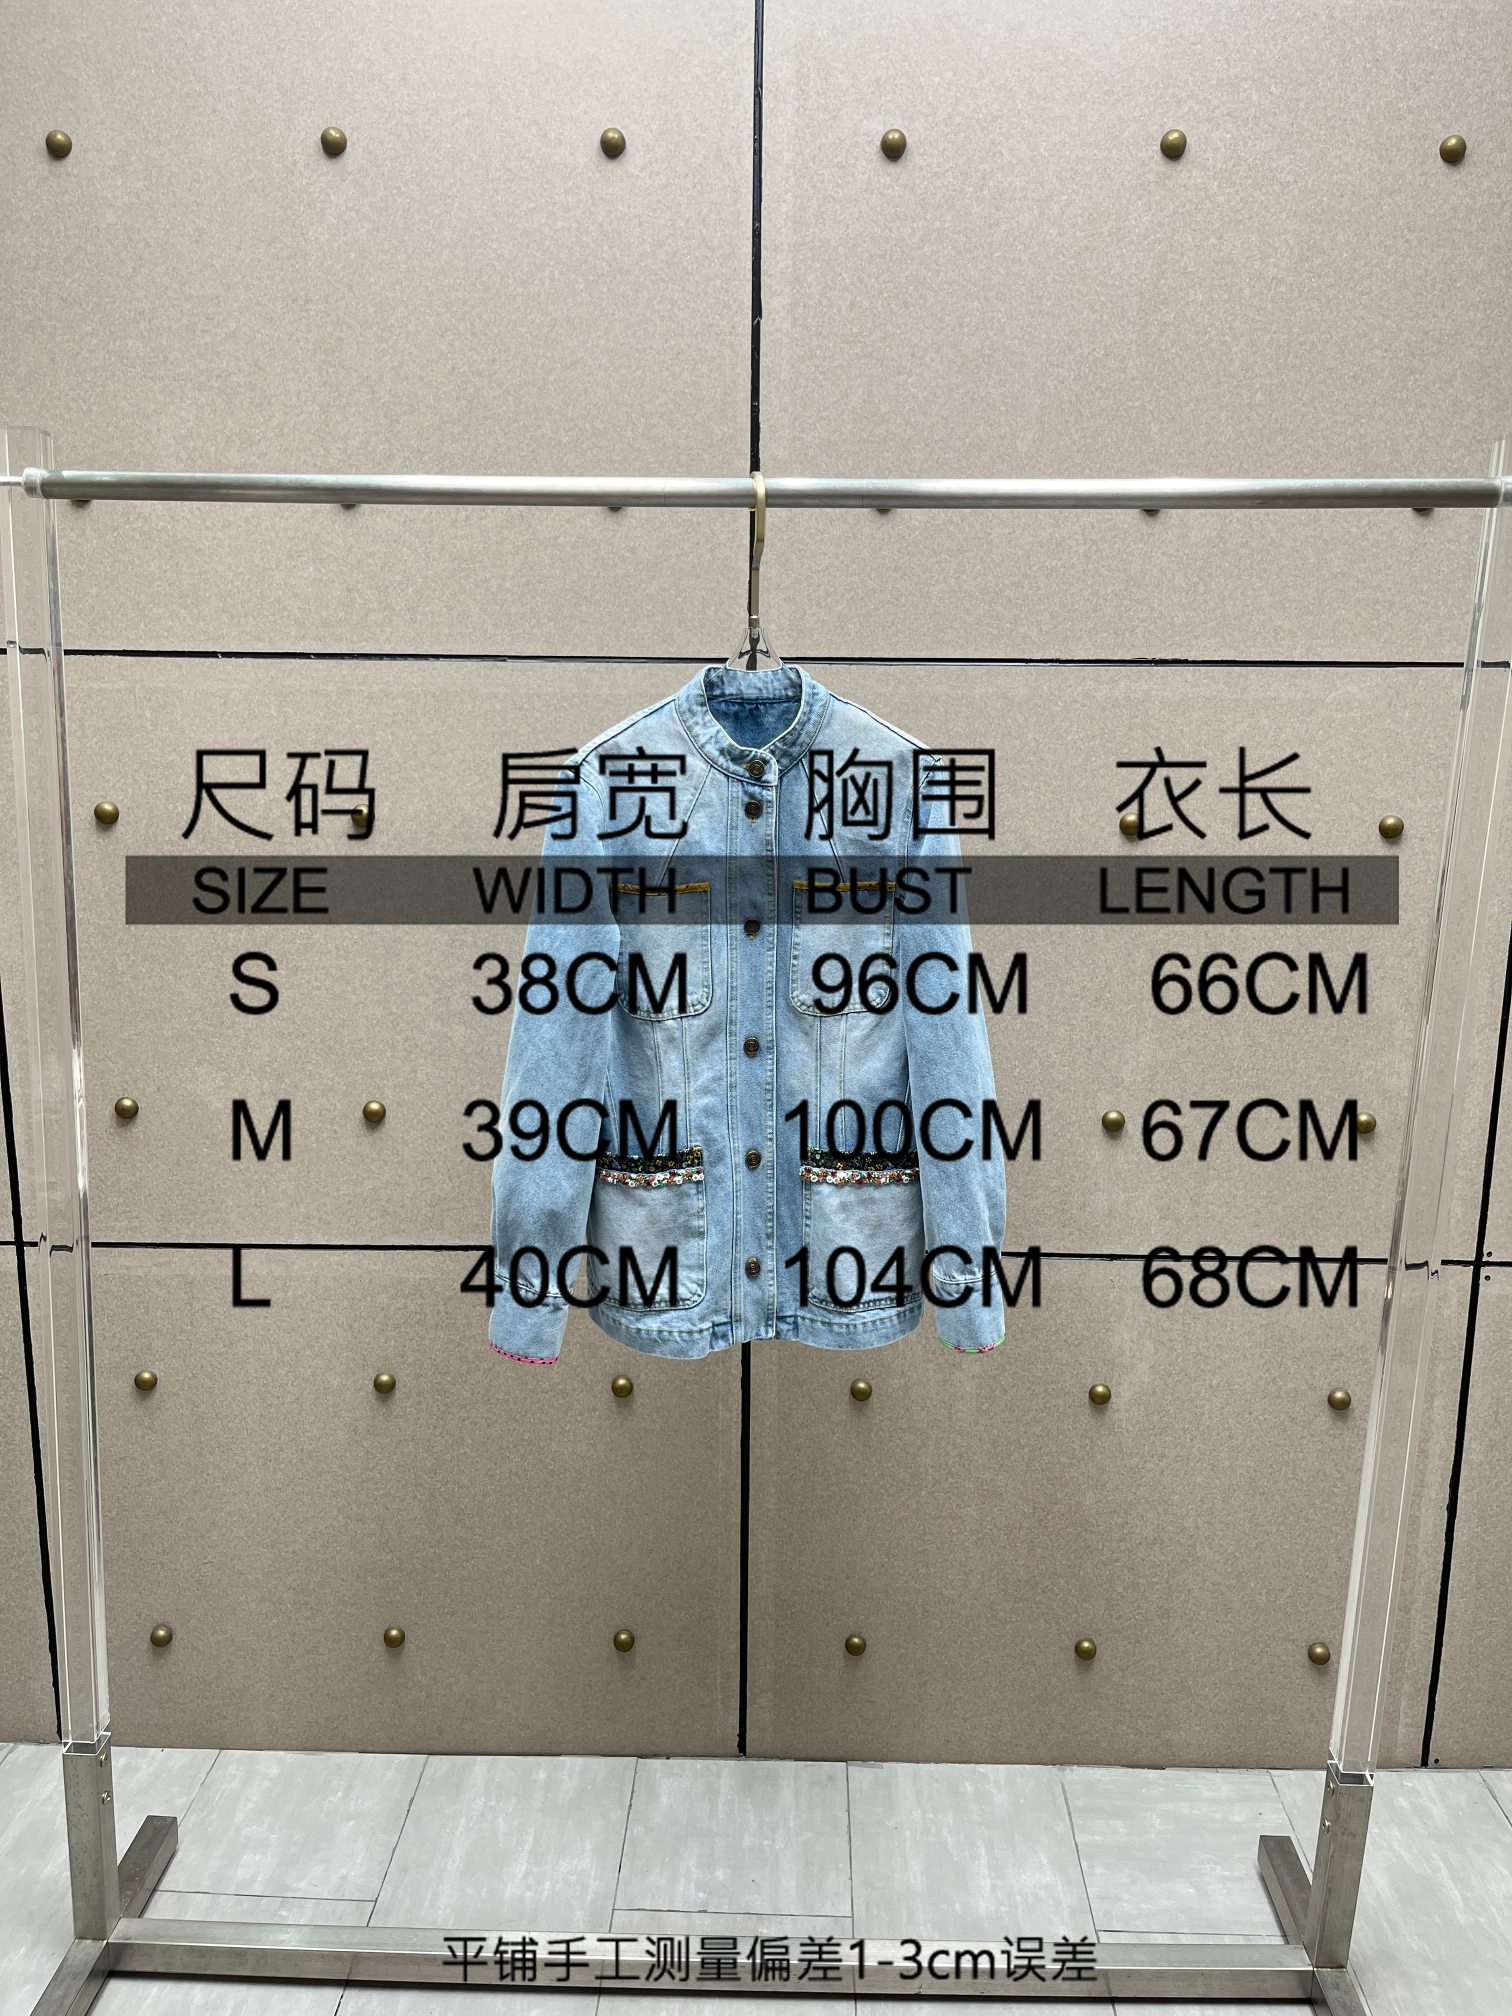 尺码 肩宽 胸围 衣长
SIZE WIDTH BUST LENGTH
S 38CM 96CM 66CM
M 39CM 100CM 67CM
L 40CM 104CM 68CM
平铺手工测量偏差1-3cm误差